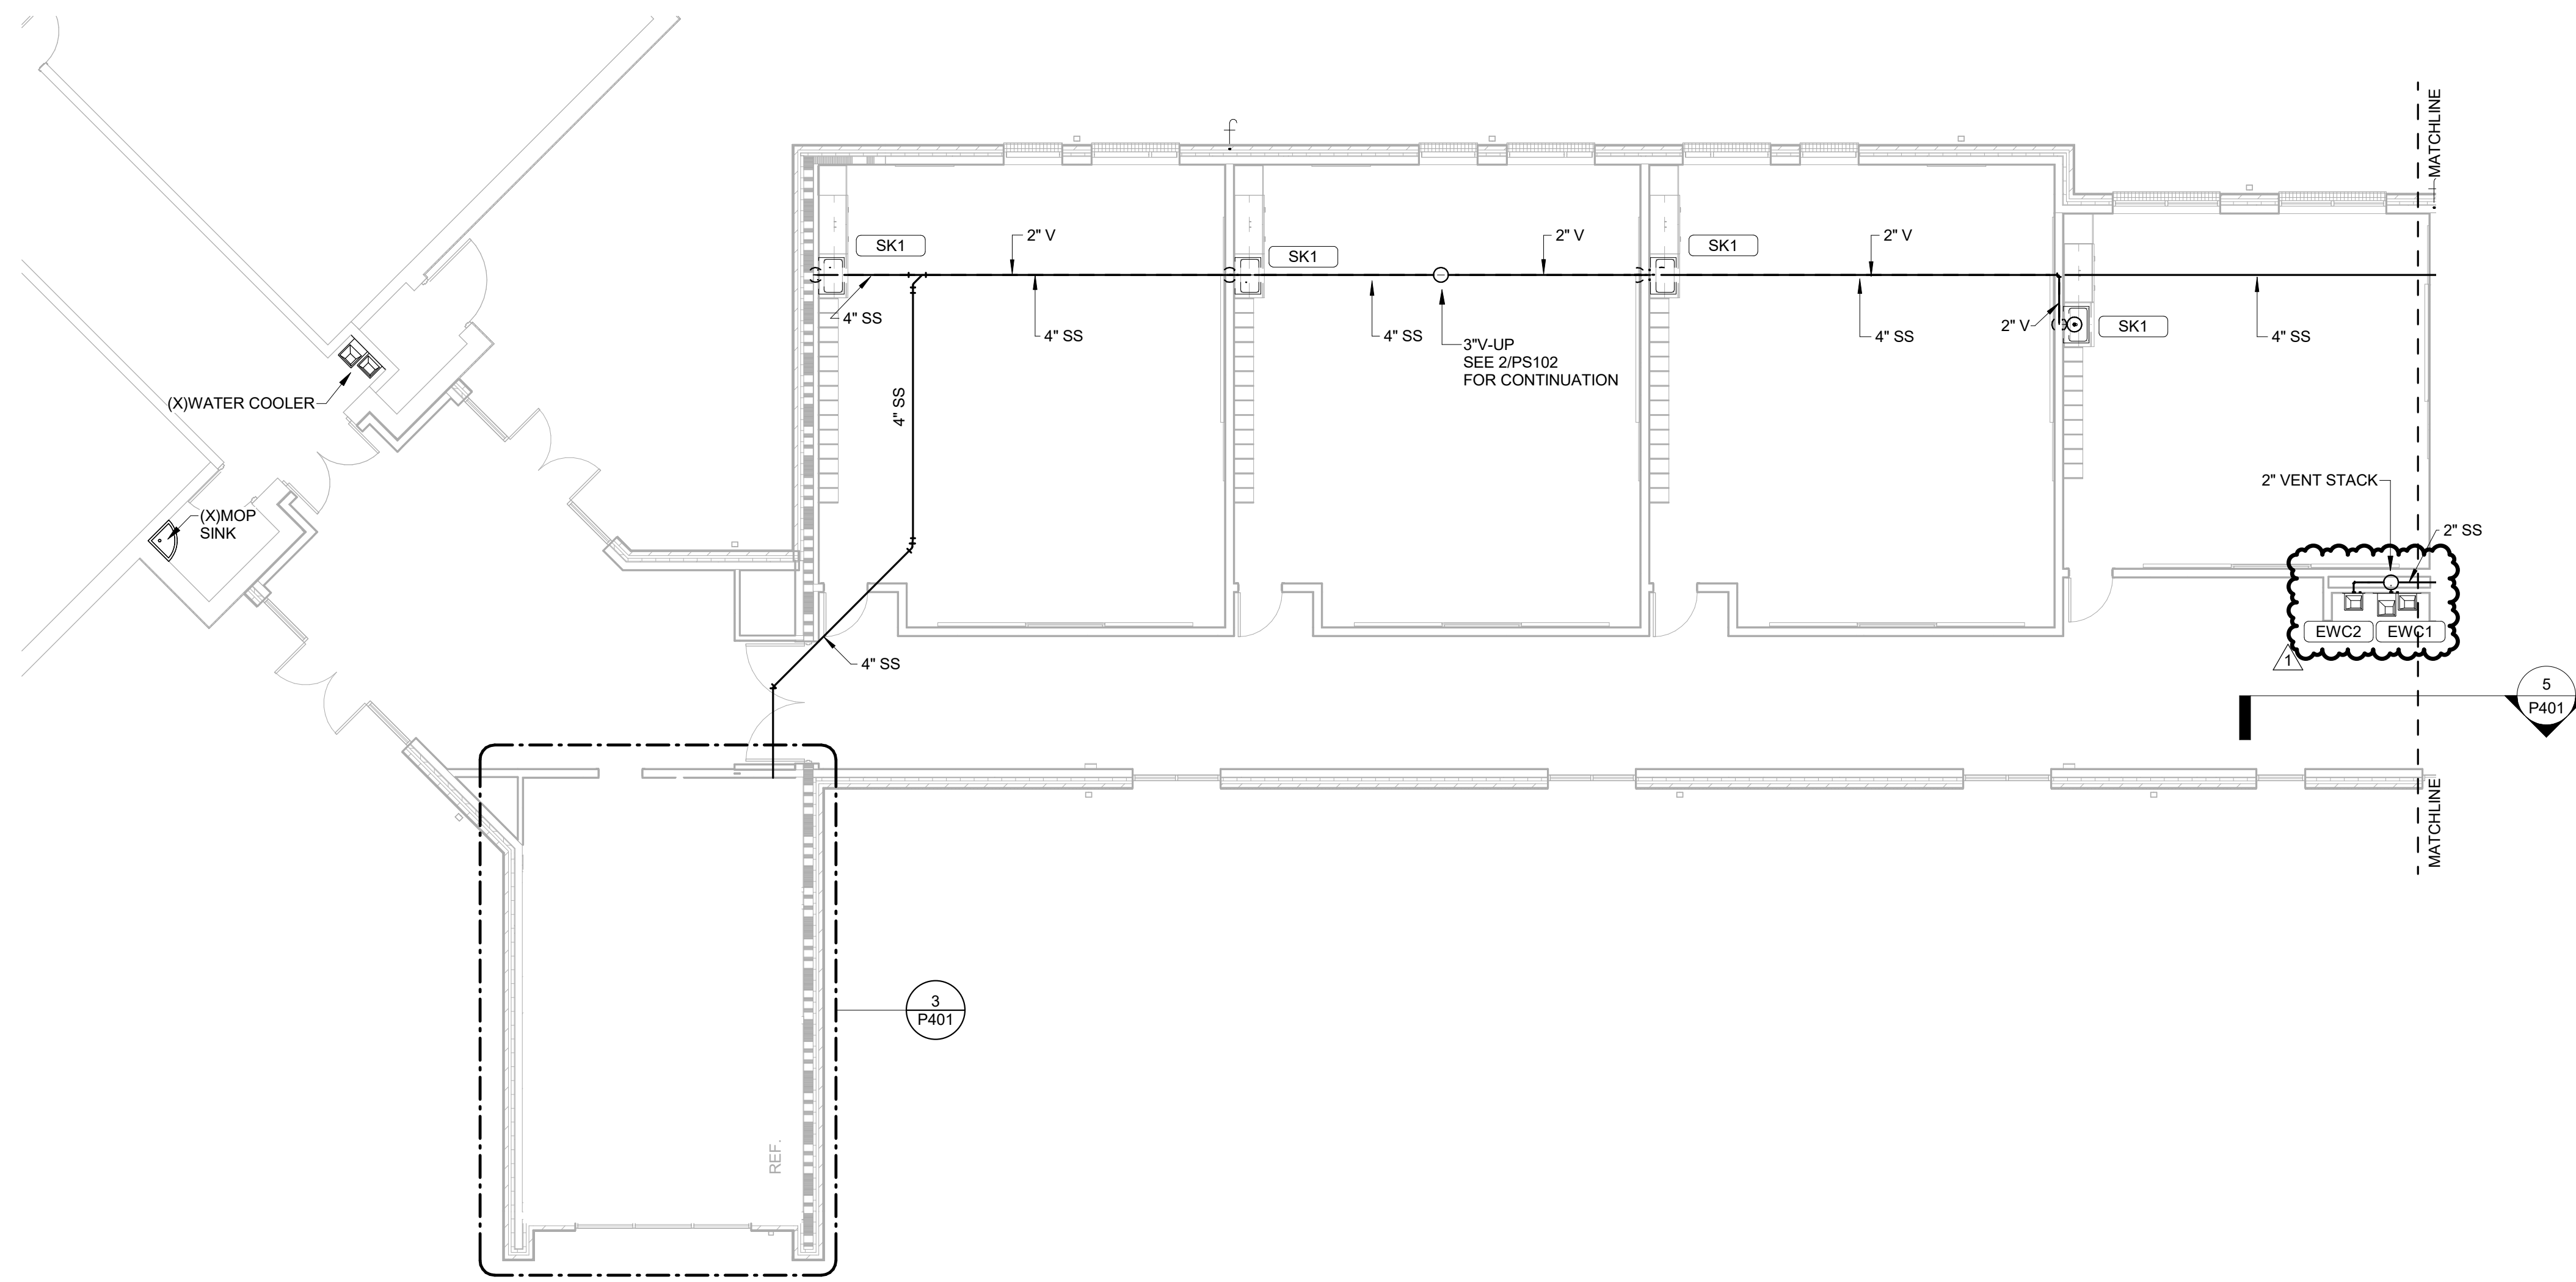 MATCHLINE
SK1
2" V
SK1
2" V
SK1
2" V
4" SS
4" SS
4" SS
4" SS
2" V
SK1
4" SS
3"V-UP
SEE 2/PS102
FOR CONTINUATION
4" SS
(X)WATER COOLER
(X)MOP
SINK
2" VENT STACK
2" SS
EWC2
EWC1
1
4" SS
5
P401
MATCHLINE
3
P401
REF.